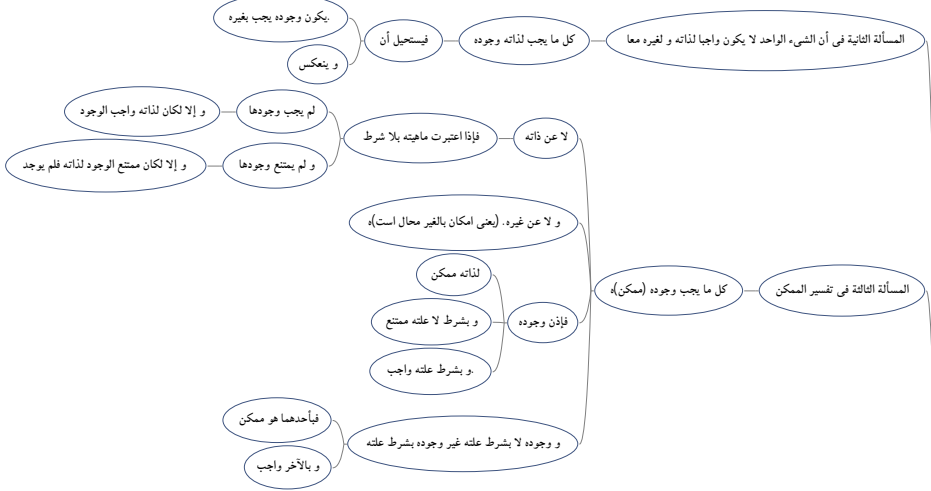 المسألة الثانية فى أن الشىء الواحد لا يكون واجبا لذاته و لغيره معا
كل ما يجب لذاته وجوده
فيستحيل أن
يكون وجوده يجب بغيره.
و ينعكس
المسألة الثالثة فى تفسير الممكن
كل ما يجب وجوده (ممكن)ه
لا عن ذاته
فإذا اعتبرت ماهيته بلا شرط
لم يجب وجودها
و إلا لكان لذاته واجب الوجود
و لم يمتنع وجودها
و إلا لكان ممتنع الوجود لذاته فلم يوجد
و لا عن غيره. (يعنى امكان بالغير محال است)ه
فإذن وجوده
لذاته ممكن
و بشرط لا علته ممتنع
و بشرط علته واجب.
و وجوده لا بشرط علته غير وجوده بشرط علته
فبأحدهما هو ممكن
و بالآخر واجب